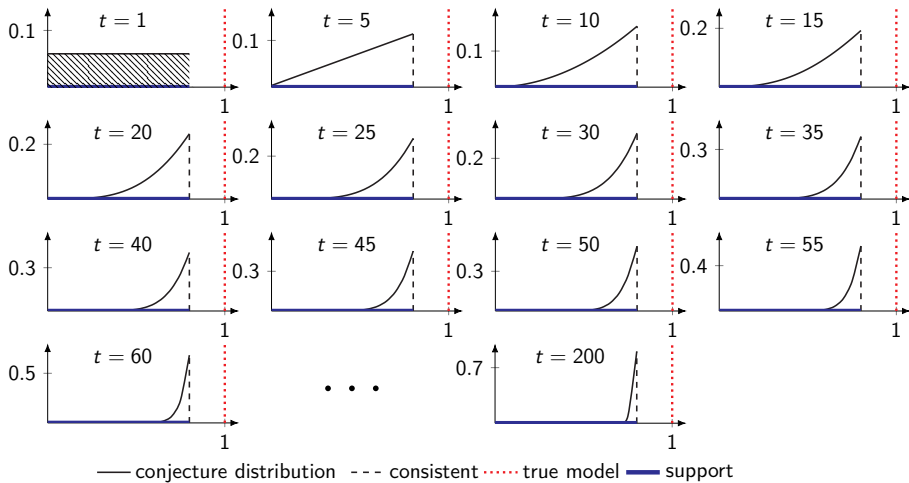 t = 1 t = 5 t = 10 t = 15
0.1 0.1 0.1 0.2
1 1 1 1
t = 20 t = 25 t = 30 t = 35
0.2 0.2 0.2 0.3
1 1 1 1
t = 40 t = 45 t = 50 t = 55
0.3 0.3 0.3 0.4
1 1 1 1
t = 60 t = 200
0.5 0.7
1 1
conjecture distribution consistent true model support